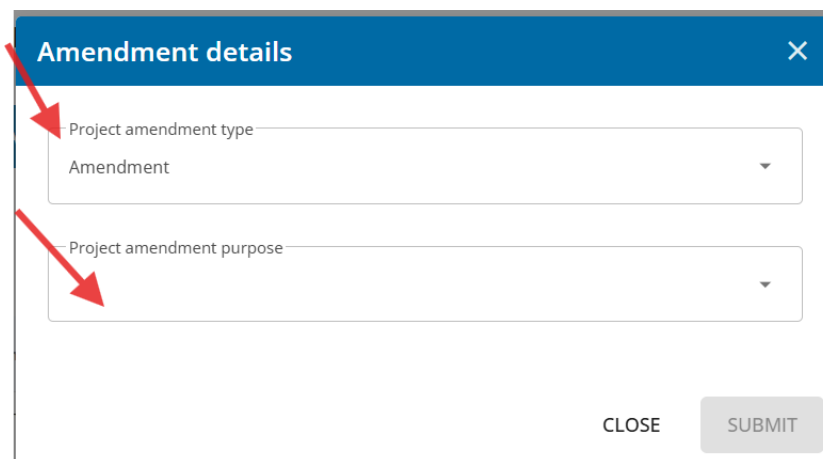 Amendment details
Project amendment type
Amendment
Project amendment purpose
CLOSE SUBMIT